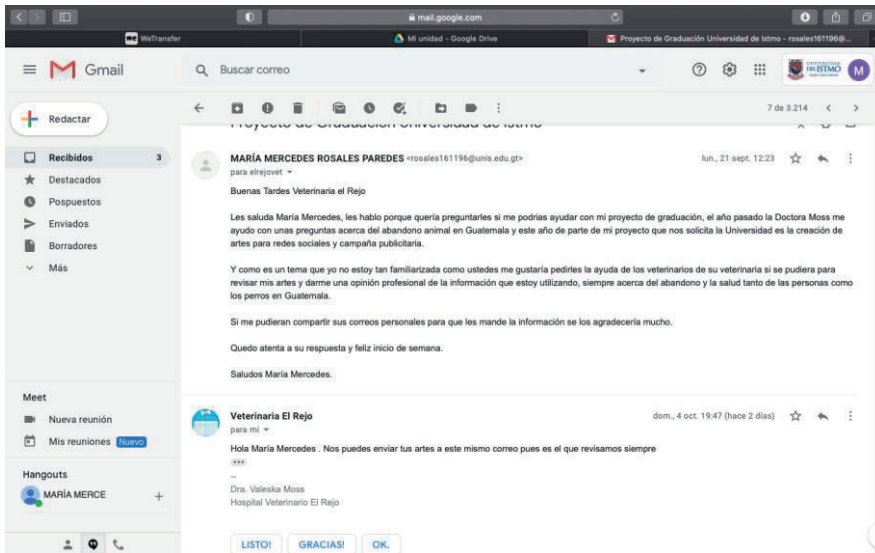 mail.google.com
WeTransfer
Mi unidad - Google Drive
Proyecto de Graduación Universidad de Istmo - rosales161196@...
Gmail
Buscar correo
UNIVERSIDAD
DEL ISTMO
M
Redactar
7 de 3.214
Proyecto de Graduación Universidad de Istmo
Recibidos 3
Destacados
Pospuestos
Enviados
Borradores
Más
MARÍA MERCEDES ROSALES PAREDES <rosales161196@unis.edu.gt>
lun., 21 sept. 12:23
para elrejovet
Buenas Tardes Veterinaria el Rejo
Les saluda María Mercedes, les hablo porque quería preguntarles si me podrias ayudar con mi proyecto de graduación, el año pasado la Doctora Moss me
ayudo con unas preguntas acerca del abandono animal en Guatemala y este año de parte de mi proyecto que nos solicita la Universidad es la creación de
artes para redes sociales y campaña publicitaria.
Y como es un tema que yo no estoy tan familiarizada como ustedes me gustaría pedirles la ayuda de los veterinarios de su veterinaria si se pudiera para
revisar mis artes y darme una opinión profesional de la información que estoy utilizando, siempre acerca del abandono y la salud tanto de las personas como
los perros en Guatemala.
Si me pudieran compartir sus correos personales para que les mande la información se los agradecería mucho.
Quedo atenta a su respuesta y feliz inicio de semana.
Saludos María Mercedes.
Meet
Nueva reunión
Mis reuniones Nuevo
Hangouts
MARÍA MERCE
Veterinaria El Rejo
dom., 4 oct. 19:47 (hace 2 días)
para mí
Hola María Mercedes . Nos puedes enviar tus artes a este mismo correo pues es el que revisamos siempre
--
Dra. Valeska Moss
Hospital Veterinario El Rejo
LISTO!
GRACIAS!
OK.